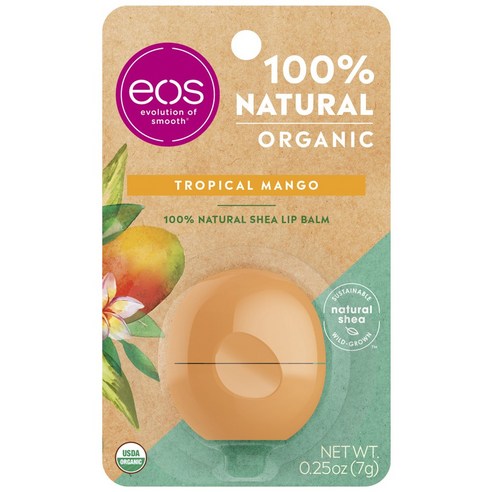 eos
evolution of
smooth®
100%
NATURAL
ORGANIC
TROPICAL MANGO
100% NATURAL SHEA LIP BALM
SUSTAINABLE
natural
shea
WILD-GROWN
™
USDA
ORGANIC
NET WT.
0.25oz (7g)